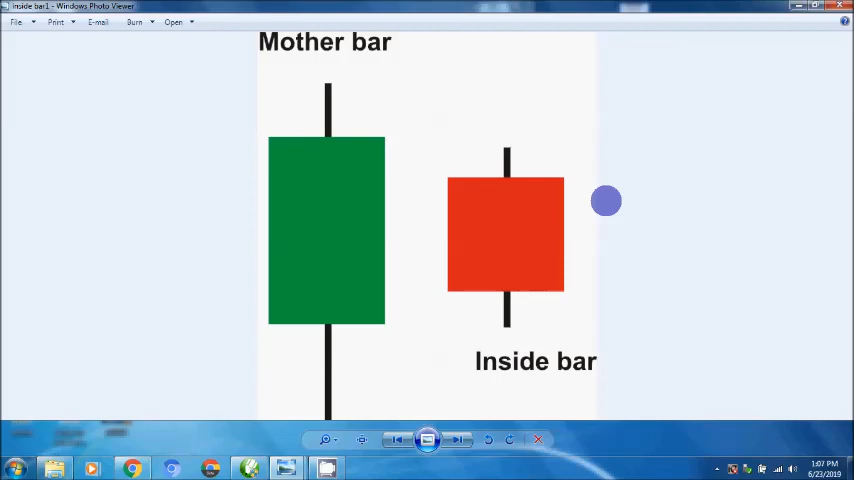 Inside bar1 - Windows Photo Viewer
File Print E-mail Burn Open
Mother bar
Inside bar
1:07 PM
6/23/2019